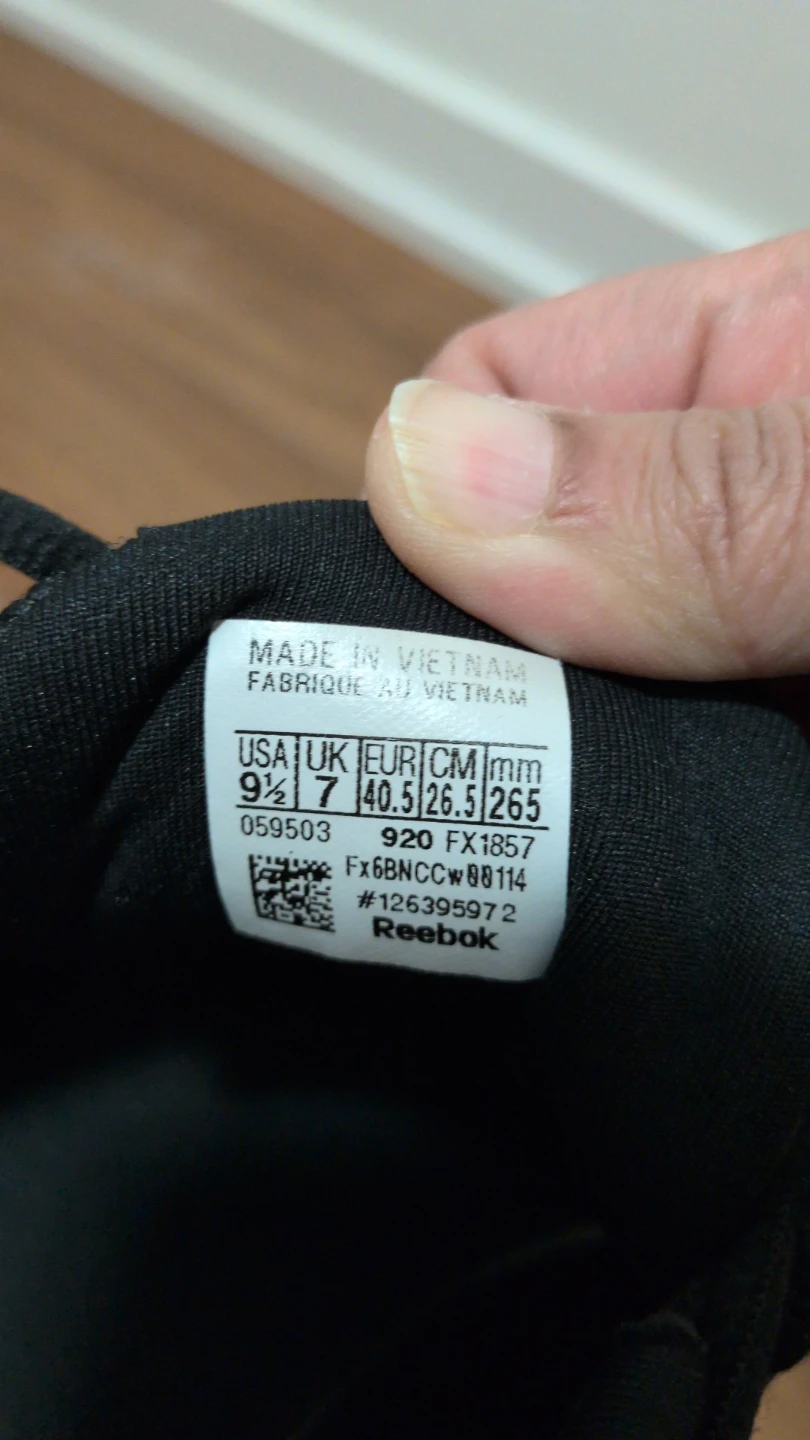 MADE IN VIETNAM
FABRIQUE AU VIETNAM
USA UK EUR CM mm
9½ 7 40.5 26.5 265
059503 920 FX1857
Fx6BNCCw00114
#126395972
Reebok